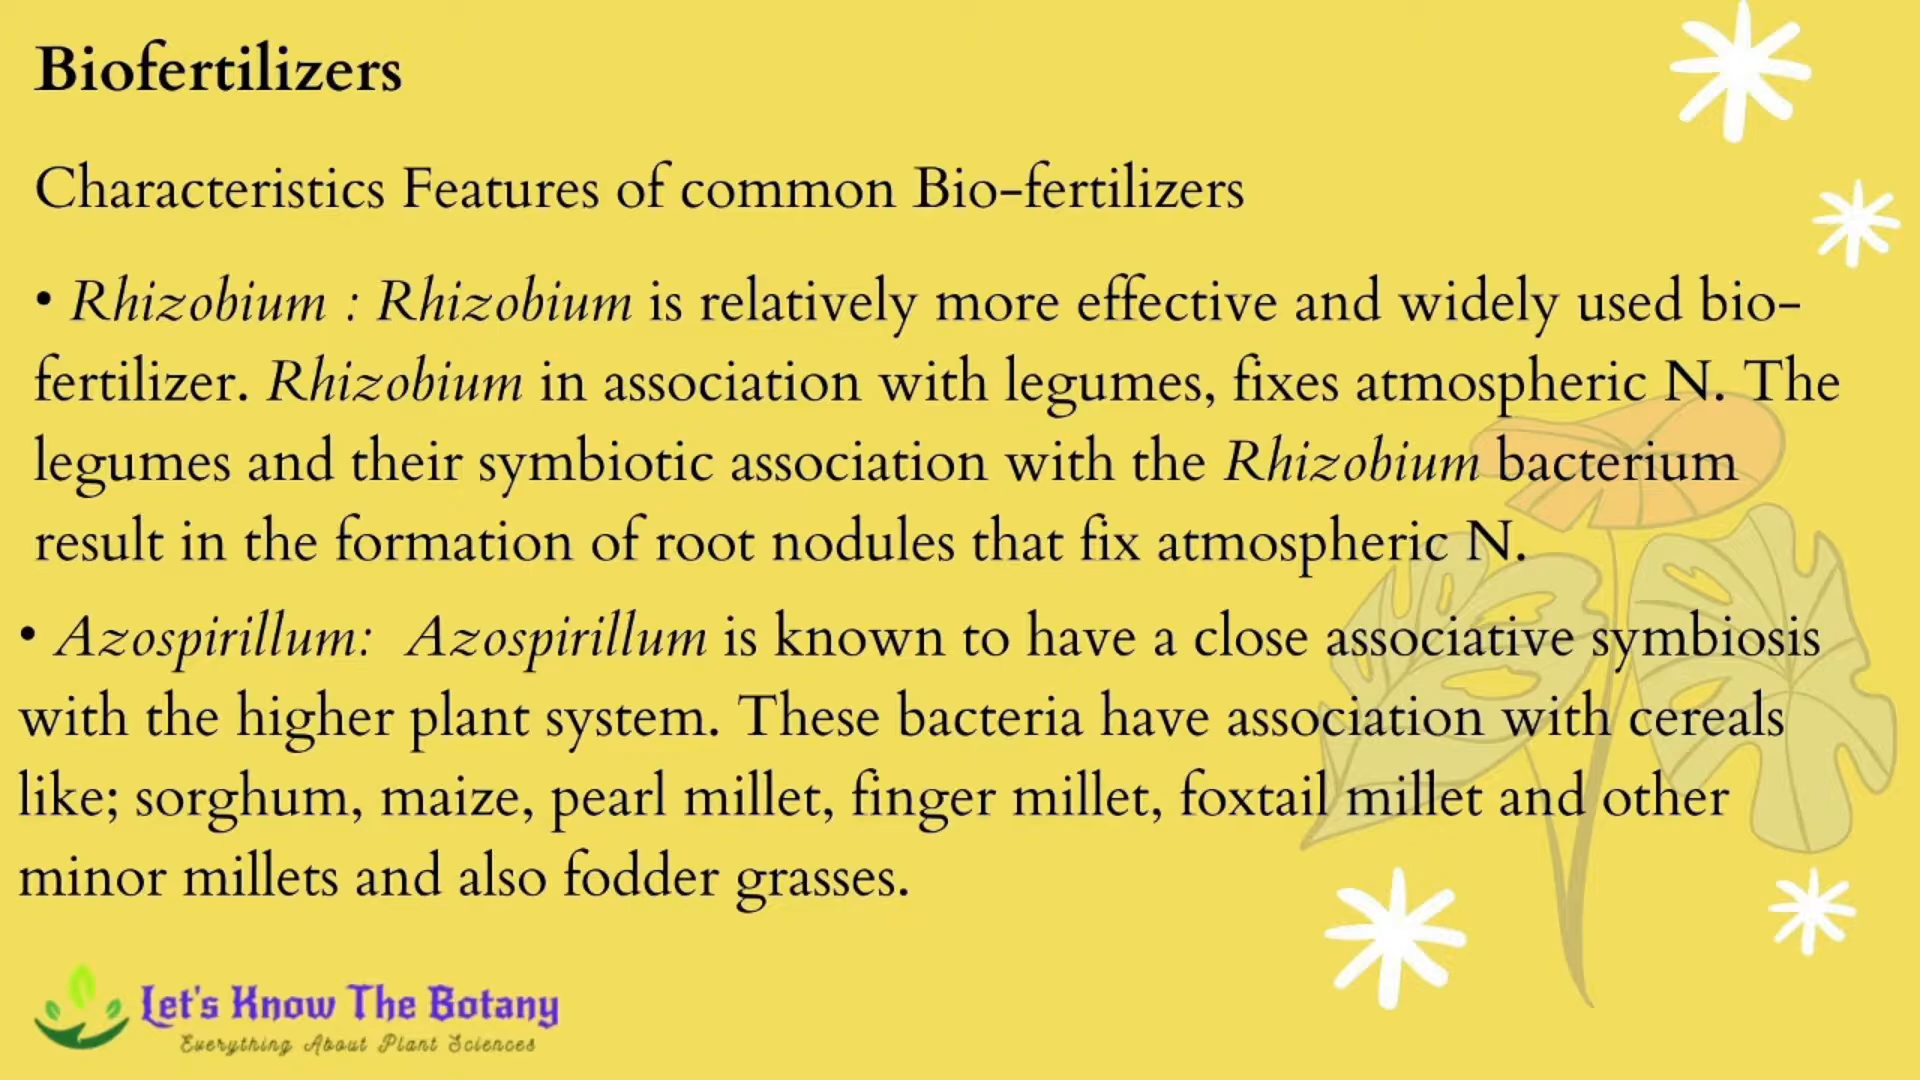 Biofertilizers
Characteristics Features of common Bio-fertilizers
• Rhizobium : Rhizobium is relatively more effective and widely used bio-
fertilizer. Rhizobium in association with legumes, fixes atmospheric N. The
legumes and their symbiotic association with the Rhizobium bacterium
result in the formation of root nodules that fix atmospheric N.
• Azospirillum: Azospirillum is known to have a close associative symbiosis
with the higher plant system. These bacteria have association with cereals
like; sorghum, maize, pearl millet, finger millet, foxtail millet and other
minor millets and also fodder grasses.
Let's Know The Botany
Everything About Plant Sciences